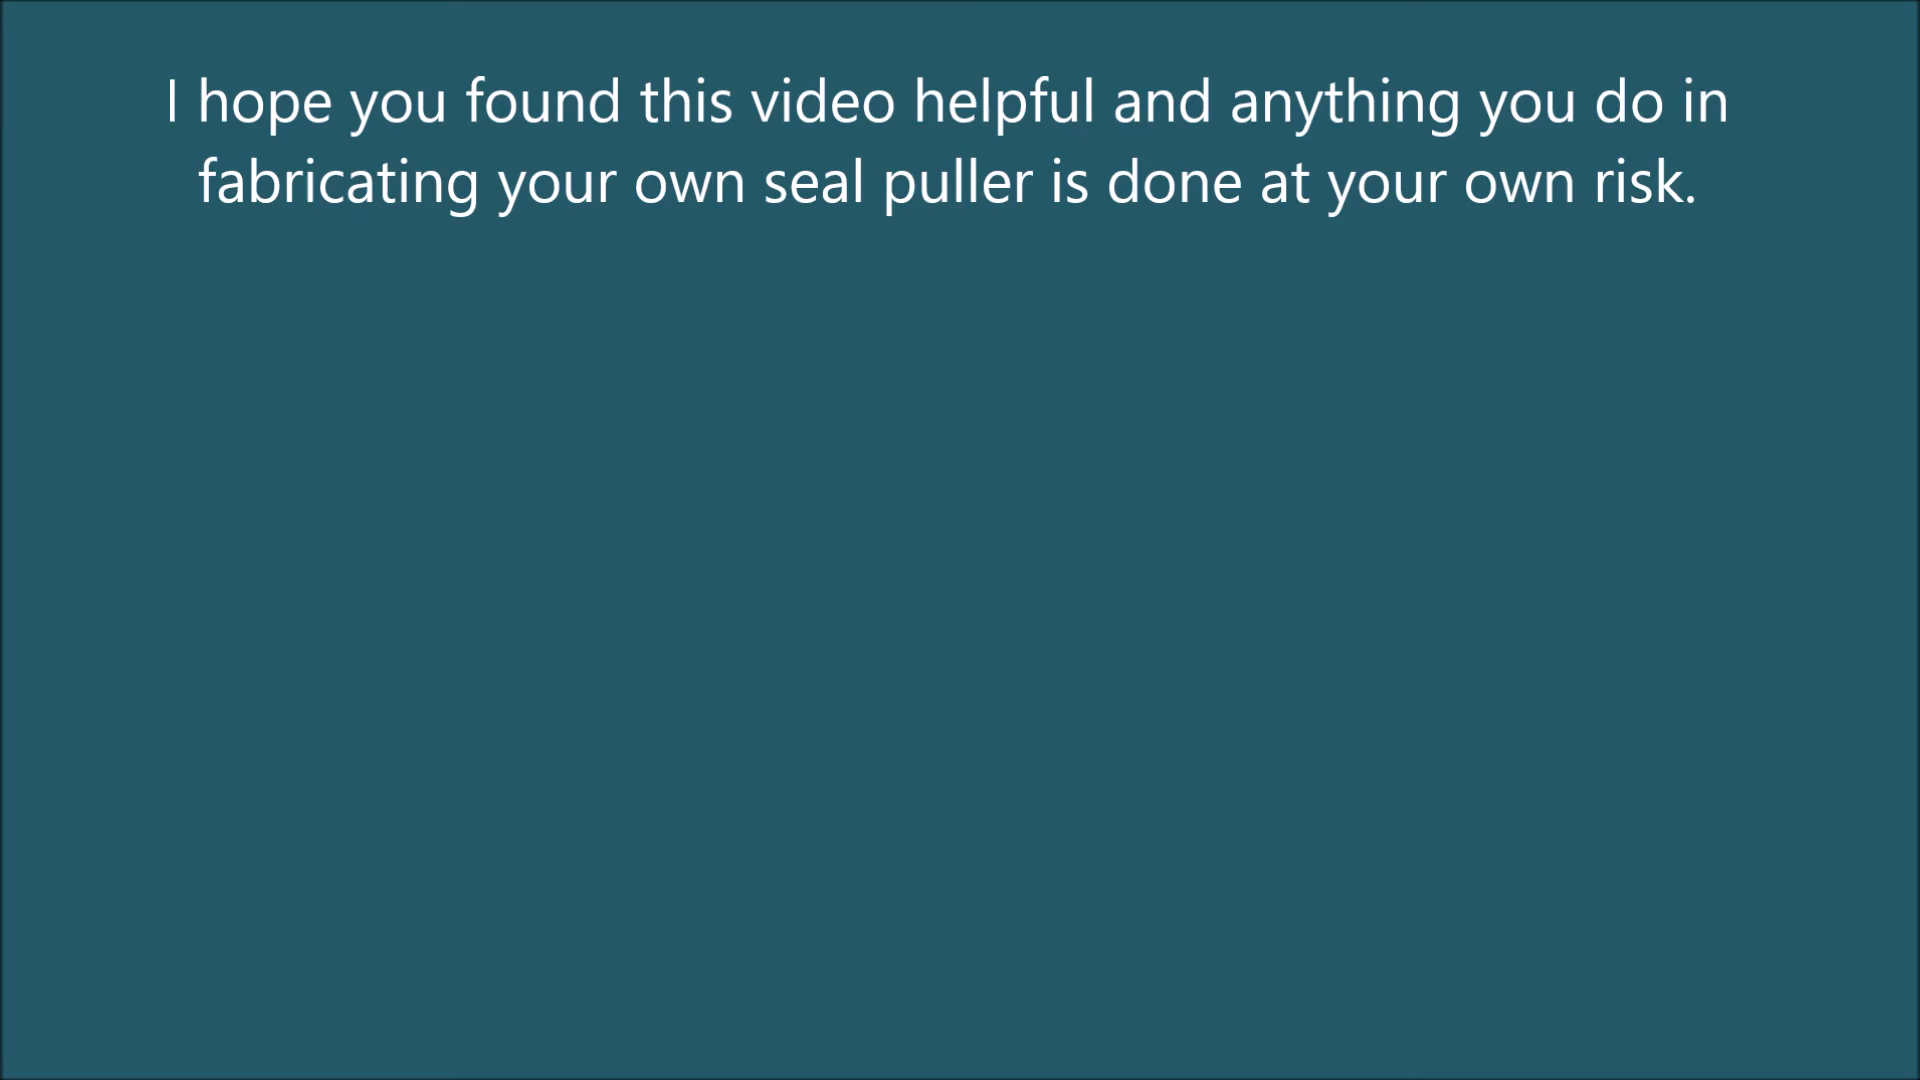 I hope you found this video helpful and anything you do in
fabricating your own seal puller is done at your own risk.